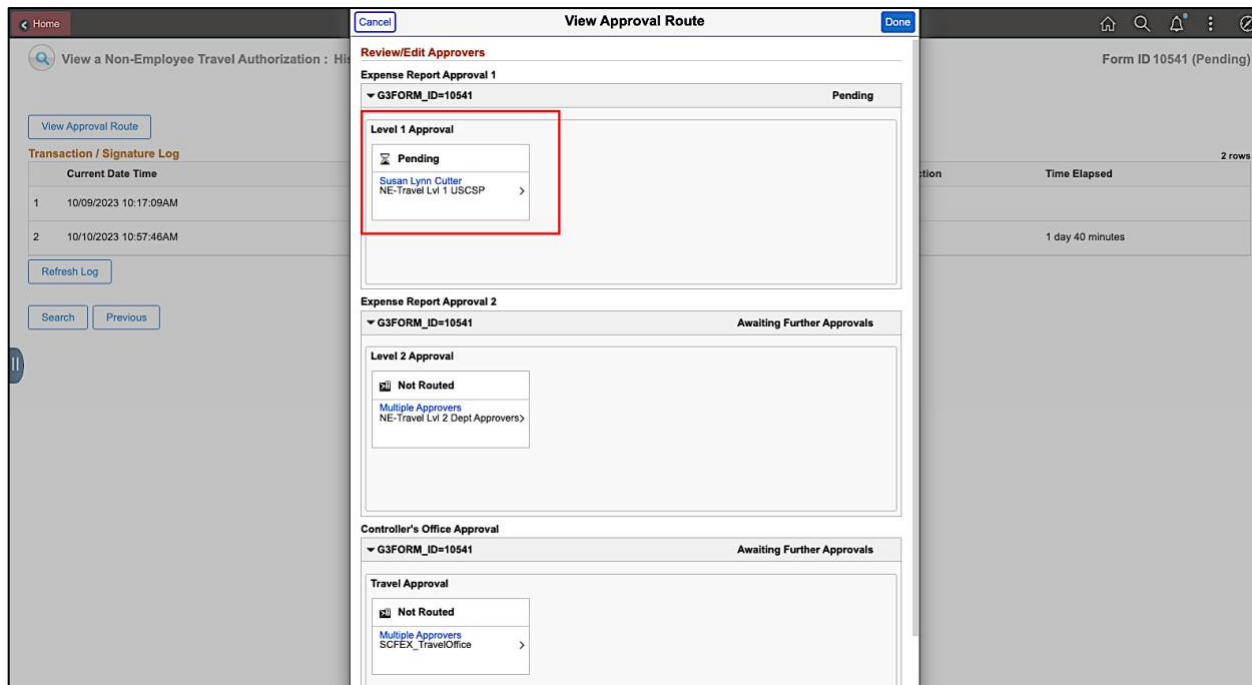 Home
Cancel
View Approval Route
Done
View a Non-Employee Travel Authorization : His
Form ID 10541 (Pending)
View Approval Route
Transaction / Signature Log
2 rows
Current Date Time
ction
Time Elapsed
1
10/09/2023 10:17:09AM
2
10/10/2023 10:57:46AM
1 day 40 minutes
Refresh Log
Search
Previous
Review/Edit Approvers
Expense Report Approval 1
G3FORM_ID=10541
Pending
Level 1 Approval
Pending
Susan Lynn Cutter
NE-Travel Lvl 1 USCSP
Expense Report Approval 2
G3FORM_ID=10541
Awaiting Further Approvals
Level 2 Approval
Not Routed
Multiple Approvers
NE-Travel Lvl 2 Dept Approvers
Controller's Office Approval
G3FORM_ID=10541
Awaiting Further Approvals
Travel Approval
Not Routed
Multiple Approvers
SCFEX_TravelOffice